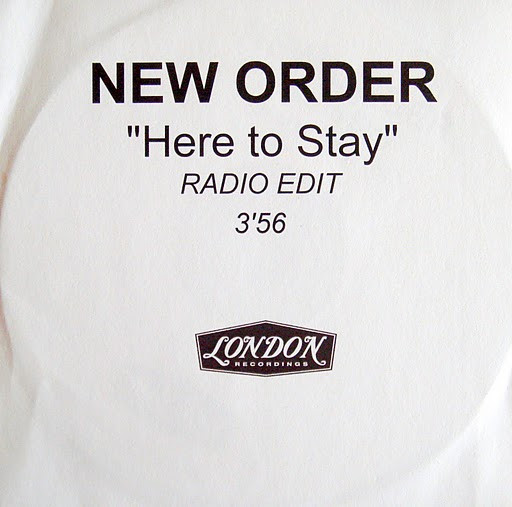 NEW ORDER
"Here to Stay"
RADIO EDIT
3'56
LONDON
RECORDINGS